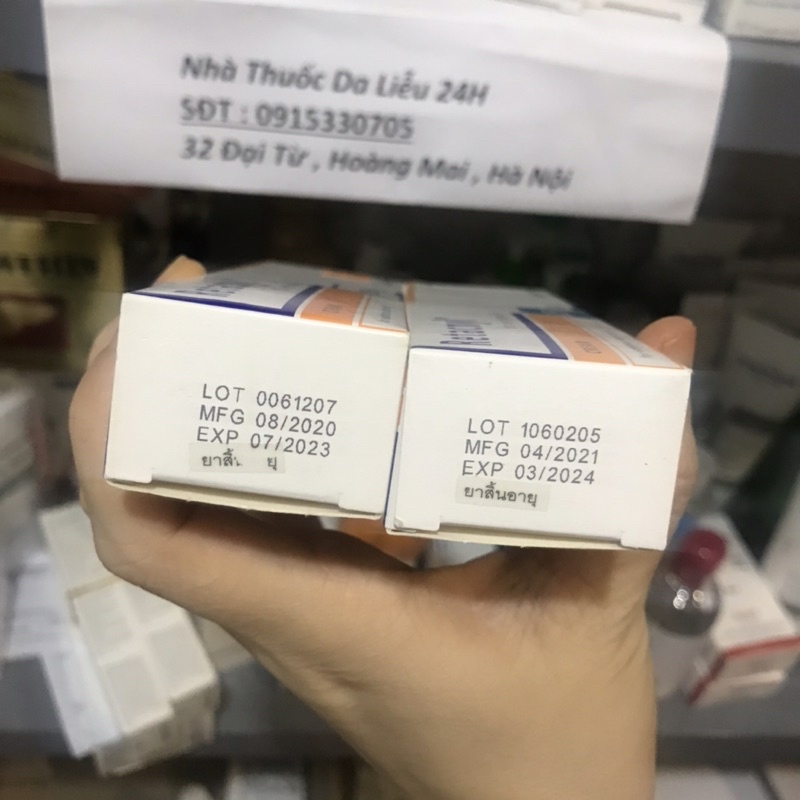 Nhà Thuốc Da Liễu 24H
SĐT : 0915330705
32 Đại Từ , Hoàng Mai , Hà Nội
LOT 0061207
MFG 08/2020
EXP 07/2023
LOT 1060205
MFG 04/2021
EXP 03/2024
ยาสิ้นอายุ